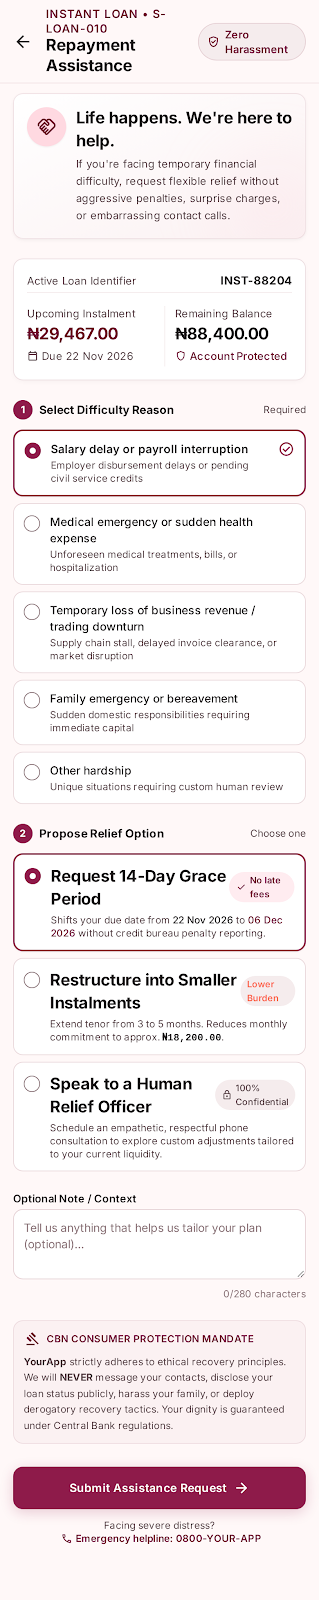 INSTANT LOAN • S-
LOAN-010
Repayment
Assistance
Zero
Harassment
Life happens. We're here to
help.
If you're facing temporary financial
difficulty, request flexible relief without
aggressive penalties, surprise charges,
or embarrassing contact calls.
Active Loan Identifier
INST-88204
Upcoming Instalment
₦29,467.00
Due 22 Nov 2026
Remaining Balance
₦88,400.00
Account Protected
1 Select Difficulty Reason
Required
Salary delay or payroll interruption
Employer disbursement delays or pending
civil service credits
Medical emergency or sudden health
expense
Unforeseen medical treatments, bills, or
hospitalization
Temporary loss of business revenue /
trading downturn
Supply chain stall, delayed invoice clearance, or
market disruption
Family emergency or bereavement
Sudden domestic responsibilities requiring
immediate capital
Other hardship
Unique situations requiring custom human review
2 Propose Relief Option
Choose one
Request 14-Day Grace
Period
No late
fees
Shifts your due date from 22 Nov 2026 to 06 Dec
2026 without credit bureau penalty reporting.
Restructure into Smaller
Instalments
Lower
Burden
Extend tenor from 3 to 5 months. Reduces monthly
commitment to approx. ₦18,200.00.
Speak to a Human
Relief Officer
100%
Confidential
Schedule an empathetic, respectful phone
consultation to explore custom adjustments tailored
to your current liquidity.
Optional Note / Context
Tell us anything that helps us tailor your plan
(optional)...
0/280 characters
CBN CONSUMER PROTECTION MANDATE
YourApp strictly adheres to ethical recovery principles.
We will NEVER message your contacts, disclose your
loan status publicly, harass your family, or deploy
derogatory recovery tactics. Your dignity is guaranteed
under Central Bank regulations.
Submit Assistance Request
Facing severe distress?
Emergency helpline: 0800-YOUR-APP